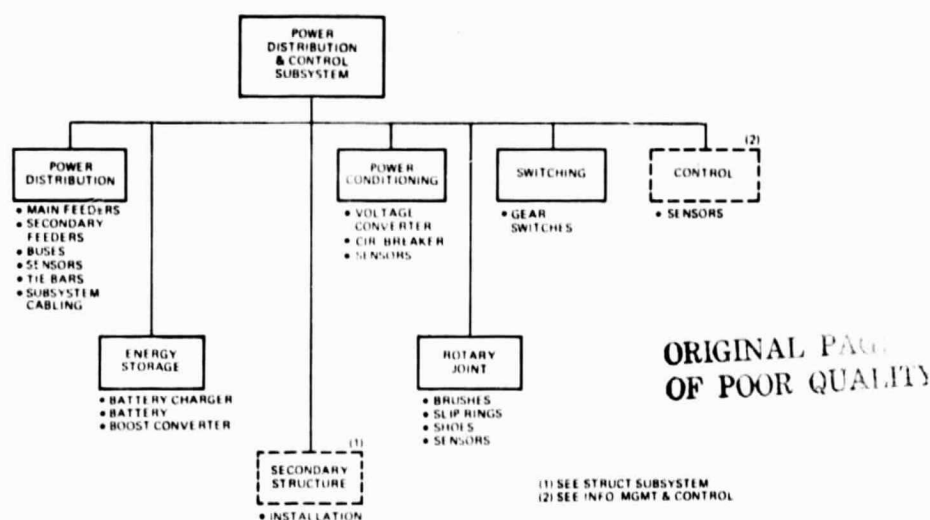 POWER
DISTRIBUTION
& CONTROL
SUBSYSTEM
(2)
POWER
DISTRIBUTION
• MAIN FEEDERS
• SECONDARY
FEEDERS
• BUSES
• SENSORS
• TIE BARS
• SUBSYSTEM
CABLING
POWER
CONDITIONING
• VOLTAGE
CONVERTER
• CIR BREAKER
• SENSORS
SWITCHING
• GEAR
SWITCHES
CONTROL
• SENSORS
ENERGY
STORAGE
• BATTERY CHARGER
• BATTERY
• BOOST CONVERTER
ROTARY
JOINT
• BRUSHES
• SLIP RINGS
• SHOES
• SENSORS
ORIGINAL
OF POOR QUALITY
(1)
SECONDARY
STRUCTURE
• INSTALLATION
(1) SEE STRUCT SUBSYSTEM
(2) SEE INFO MGMT & CONTROL